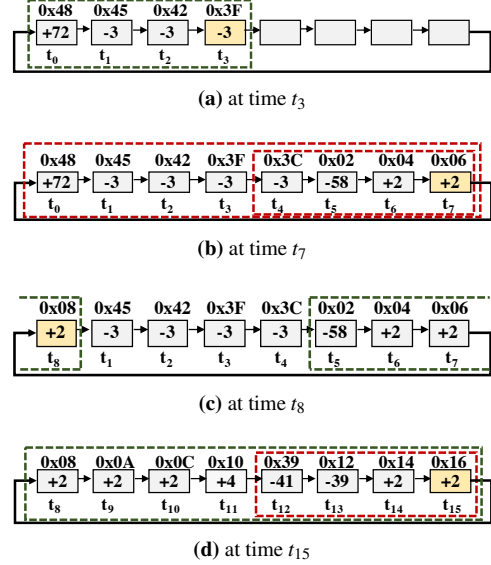 0x48 0x45 0x42 0x3F
+72 -3 -3 -3
t0 t1 t2 t3
(a) at time t3
0x48 0x45 0x42 0x3F 0x3C 0x02 0x04 0x06
+72 -3 -3 -3 -3 -58 +2 +2
t0 t1 t2 t3 t4 t5 t6 t7
(b) at time t7
0x08 0x45 0x42 0x3F 0x3C 0x02 0x04 0x06
+2 -3 -3 -3 -3 -58 +2 +2
t8 t1 t2 t3 t4 t5 t6 t7
(c) at time t8
0x08 0x0A 0x0C 0x10 0x39 0x12 0x14 0x16
+2 +2 +2 +4 -41 -39 +2 +2
t8 t9 t10 t11 t12 t13 t14 t15
(d) at time t15